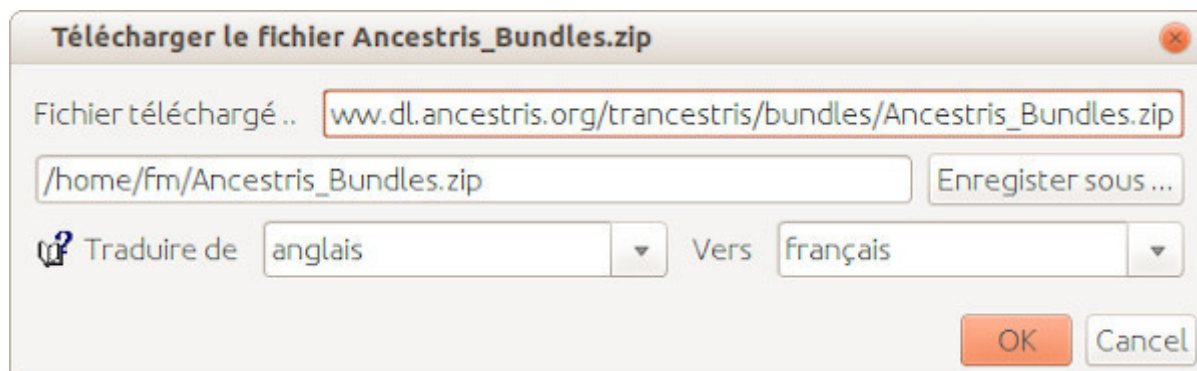 Télécharger le fichier Ancestris_Bundles.zip
Fichier téléchargé .. ww.dl.ancestris.org/trancestris/bundles/Ancestris_Bundles.zip
/home/fm/Ancestris_Bundles.zip Enregister sous ...
Traduire de anglais Vers français
OK Cancel